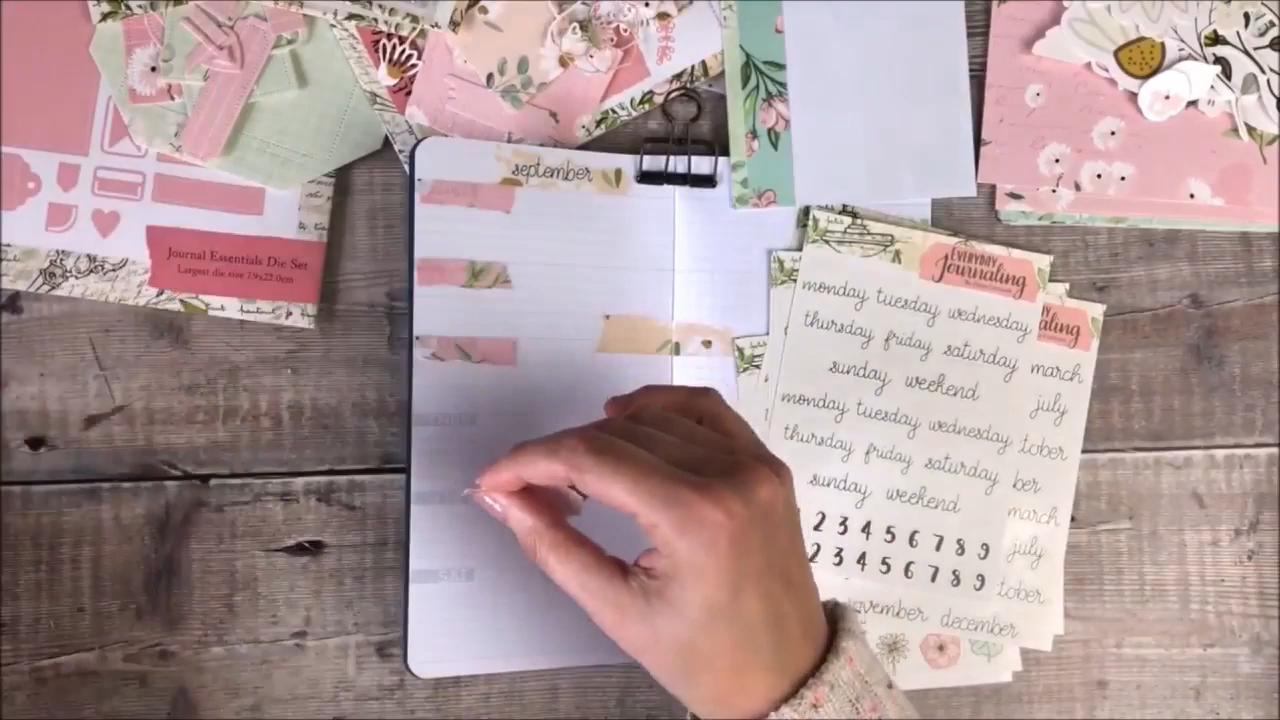 september
Journal Essentials Die Set
Largest die size 7.9x22.0cm
EVERYDAY
Journaling
aling
monday tuesday wednesday
thursday friday saturday march
sunday weekend july
monday tuesday wednesday tober
thursday friday saturday ber
sunday weekend march
2 3 4 5 6 7 8 9 july
2 3 4 5 6 7 8 9 tober
vember december
SAT